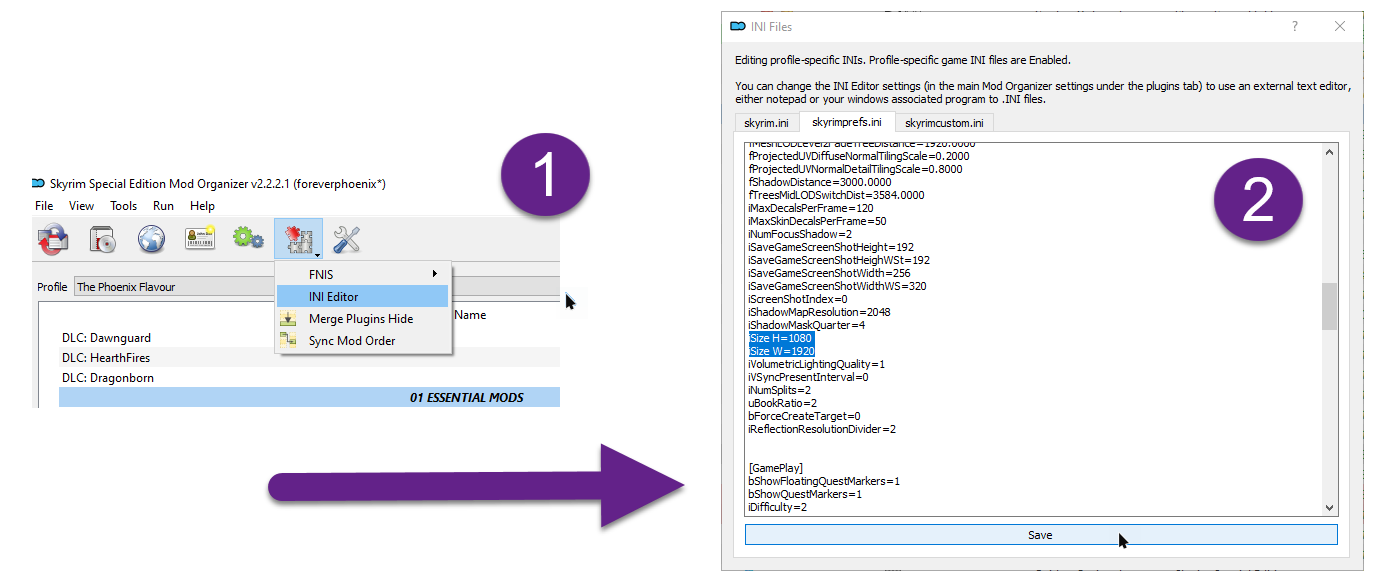 1
Skyrim Special Edition Mod Organizer v2.2.2.1 (foreverphoenix*)
File View Tools Run Help
Profile The Phoenix Flavour
FNIS
INI Editor
Merge Plugins Hide
Sync Mod Order
Name
DLC: Dawnguard
DLC: HearthFires
DLC: Dragonborn
01 ESSENTIAL MODS
INI Files
Editing profile-specific INIs. Profile-specific game INI files are Enabled.
You can change the INI Editor settings (in the main Mod Organizer settings under the plugins tab) to use an external text editor,
either notepad or your windows associated program to .INI files.
skyrim.ini skyrimprefs.ini skyrimcustom.ini
2
fMeshLODLevel2FadeTreeDistance=1920.0000
fProjectedUVDiffuseNormalTilingScale=0.2000
fProjectedUVNormalDetailTilingScale=0.8000
fShadowDistance=3000.0000
fTreesMidLODSwitchDist=3584.0000
iMaxDecalsPerFrame=120
iMaxSkinDecalsPerFrame=50
iNumFocusShadow=2
iSaveGameScreenShotHeight=192
iSaveGameScreenShotHeighWSt=192
iSaveGameScreenShotWidth=256
iSaveGameScreenShotWidthWS=320
iScreenShotIndex=0
iShadowMapResolution=2048
iShadowMaskQuarter=4
iSize H=1080
iSize W=1920
iVolumetricLightingQuality=1
iVSyncPresentInterval=0
iNumSplits=2
uBookRatio=2
bForceCreateTarget=0
iReflectionResolutionDivider=2
[GamePlay]
bShowFloatingQuestMarkers=1
bShowQuestMarkers=1
iDifficulty=2
Save